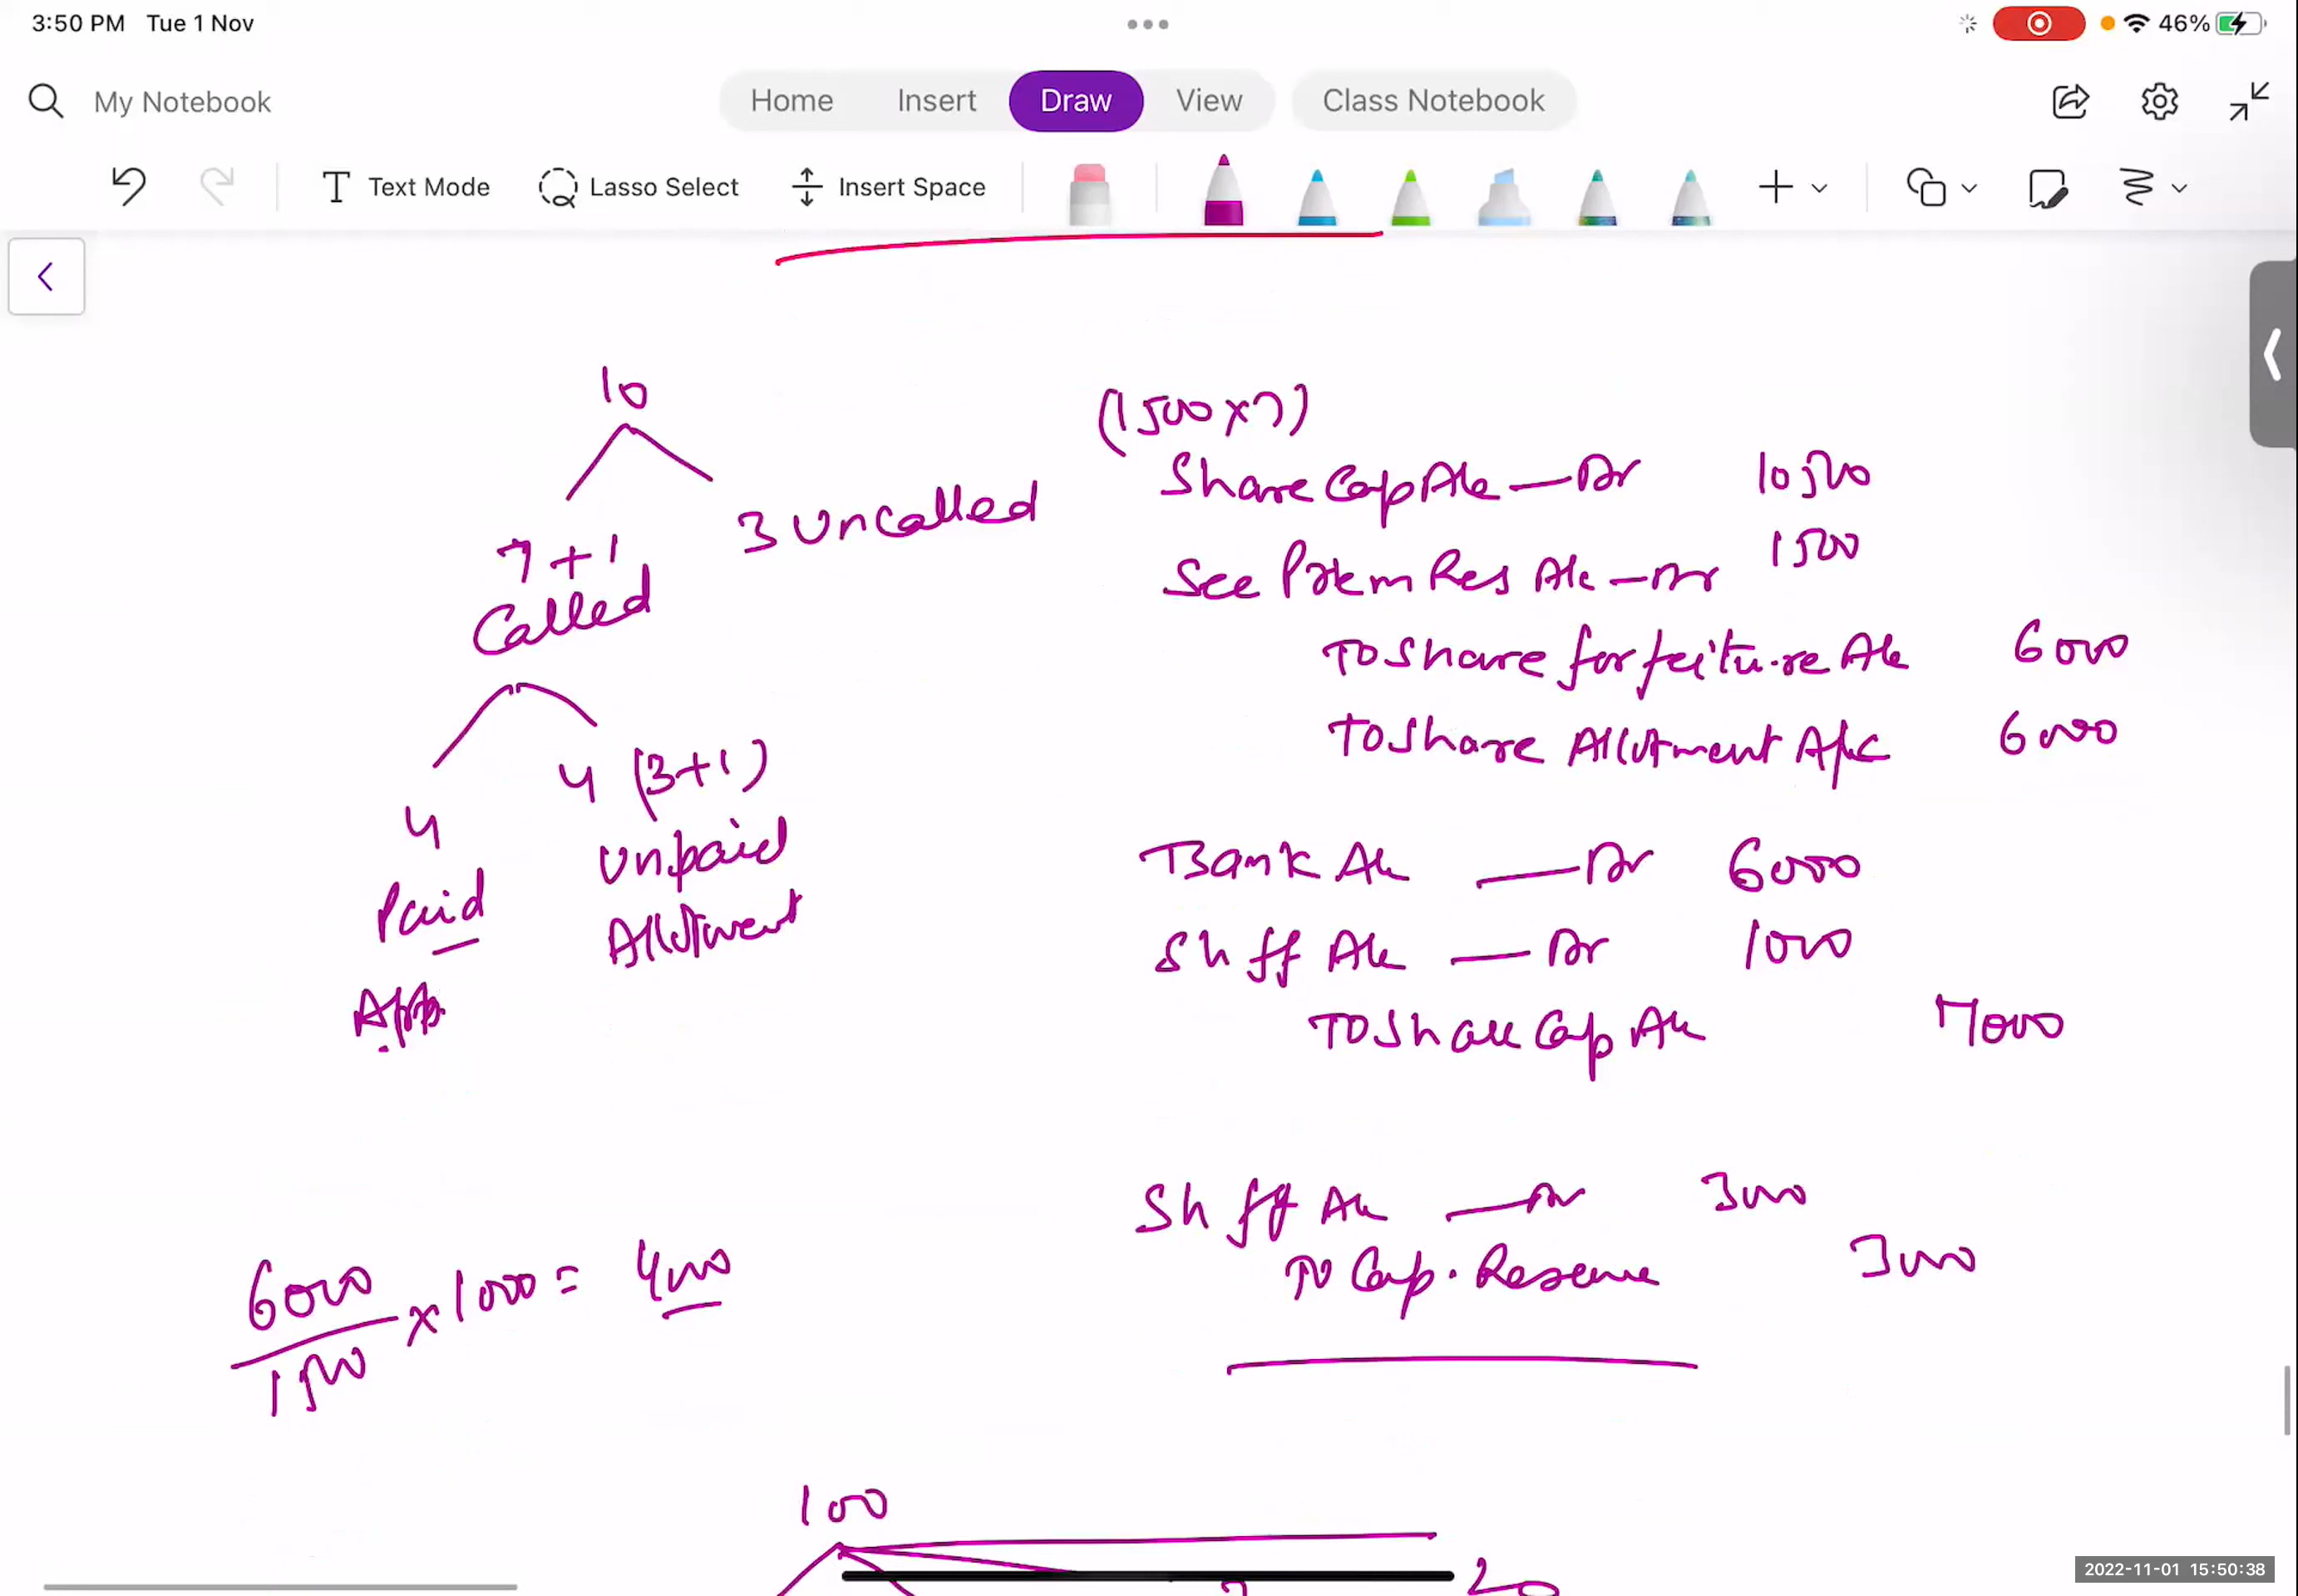 3:50 PM Tue 1 Nov
46%
My Notebook
Home Insert Draw View Class Notebook
Text Mode Lasso Select Insert Space
10
7+1
Called
3 Uncalled
4
Paid
4 (3+1)
Unpaid
Allotment
(1500×7)
Share Cap A/c — Dr 10500
Sec Prem Res A/c — Dr 1500
To Share forfeiture A/c 6000
To Share Allotment A/c 6000
Bank A/c — Dr 6000
Sh ff A/c — Dr 1000
To Share Cap A/c 7000
Sh ff A/c — Dr 3000
To Cap. Reserve 3000
6000
1500
× 1000 = 4000
100
20
2022-11-01 15:50:38